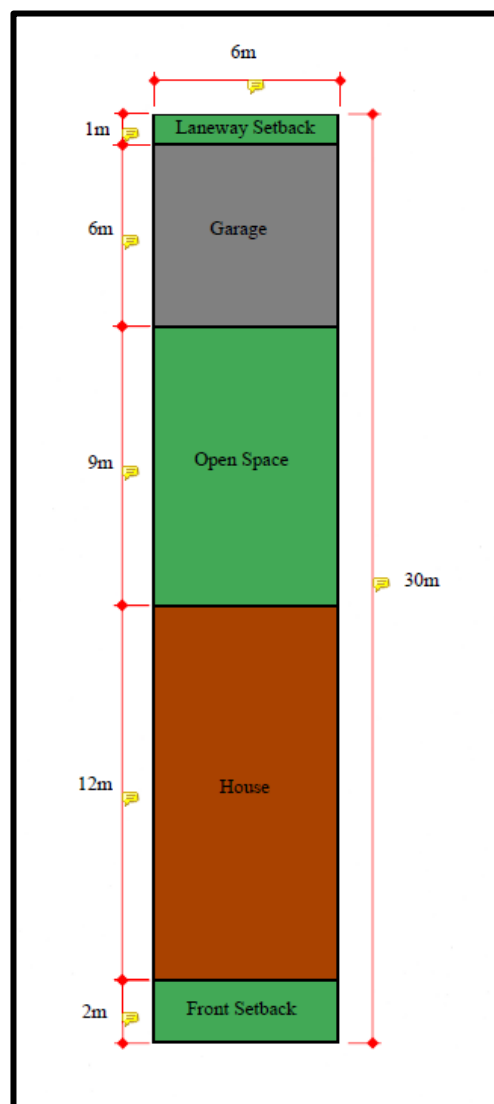 6m
1m
Laneway Setback
6m
Garage
9m
Open Space
30m
12m
House
2m
Front Setback